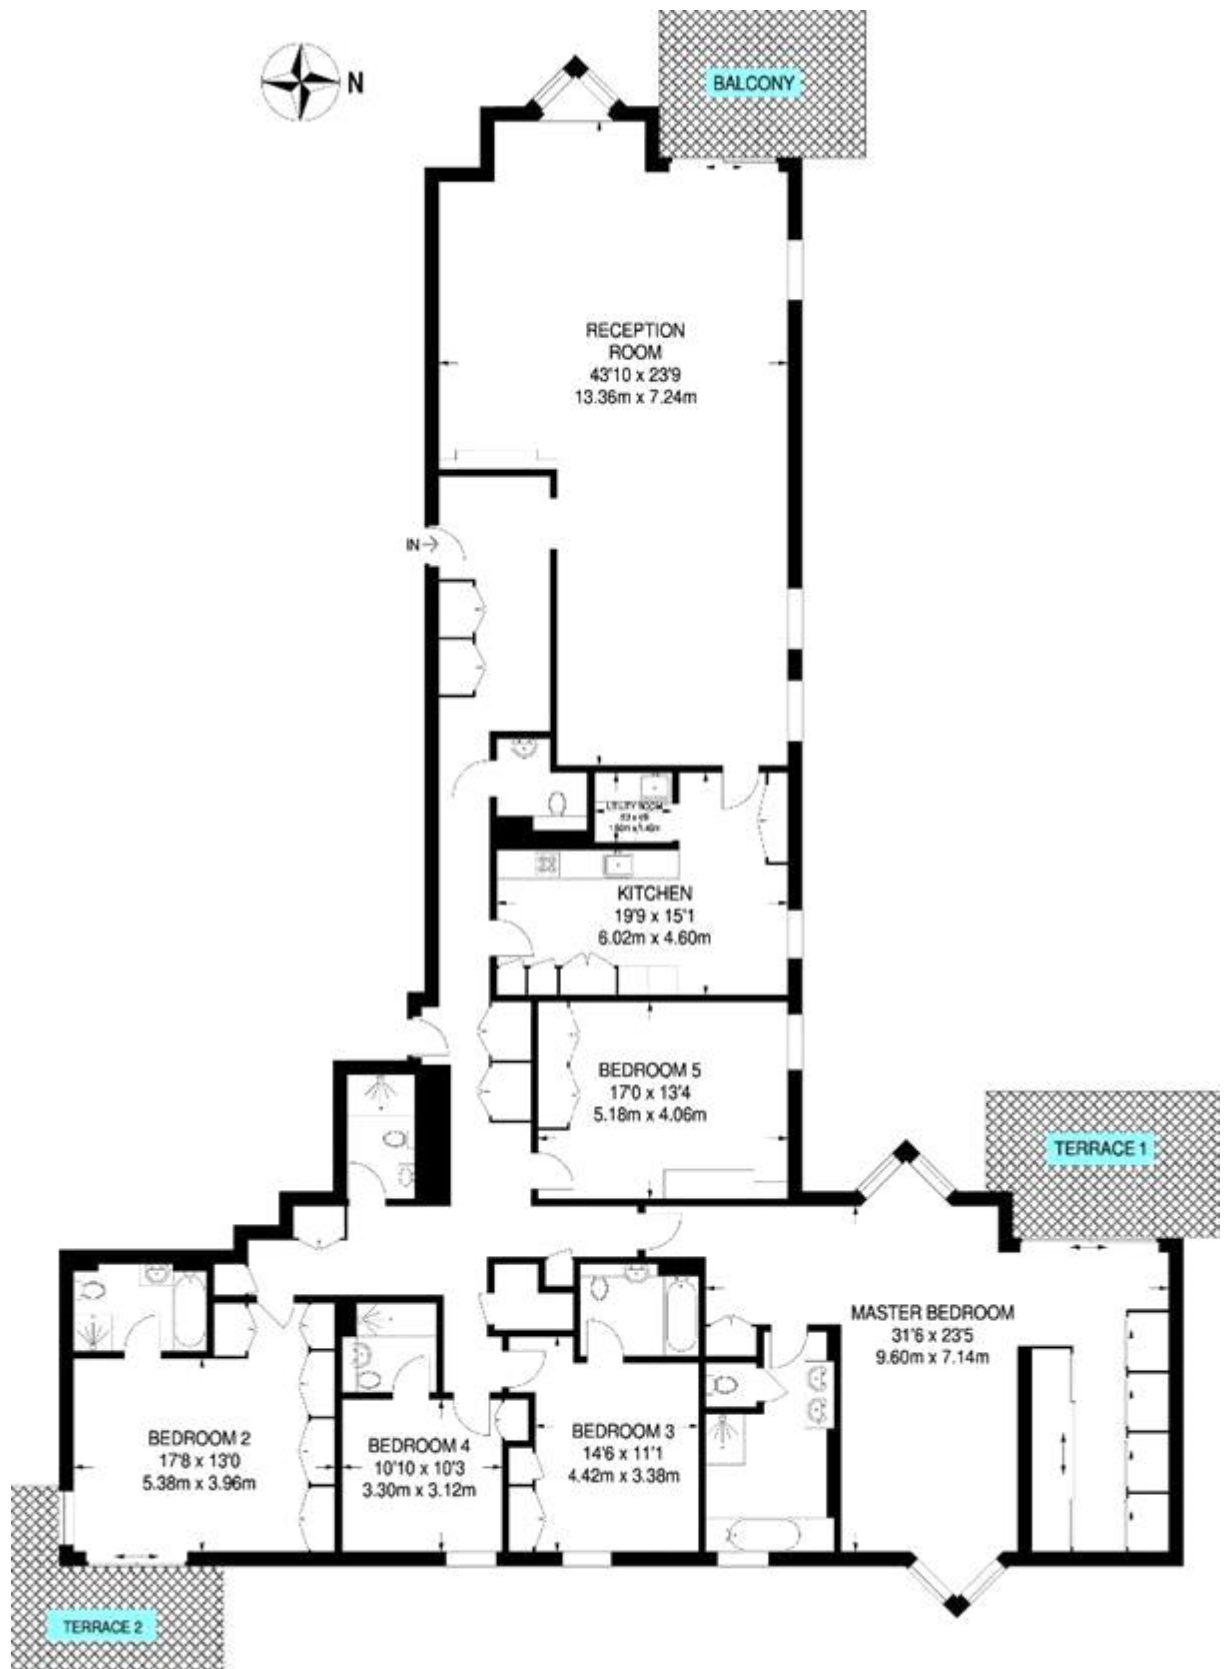 N
BALCONY
RECEPTION
ROOM
43'10 x 23'9
13.36m x 7.24m
IN
UTILITY ROOM
KITCHEN
19'9 x 15'1
6.02m x 4.60m
BEDROOM 5
17'0 x 13'4
5.18m x 4.06m
TERRACE 1
MASTER BEDROOM
31'6 x 23'5
9.60m x 7.14m
BEDROOM 2
17'8 x 13'0
5.38m x 3.96m
BEDROOM 4
10'10 x 10'3
3.30m x 3.12m
BEDROOM 3
14'6 x 11'1
4.42m x 3.38m
TERRACE 2